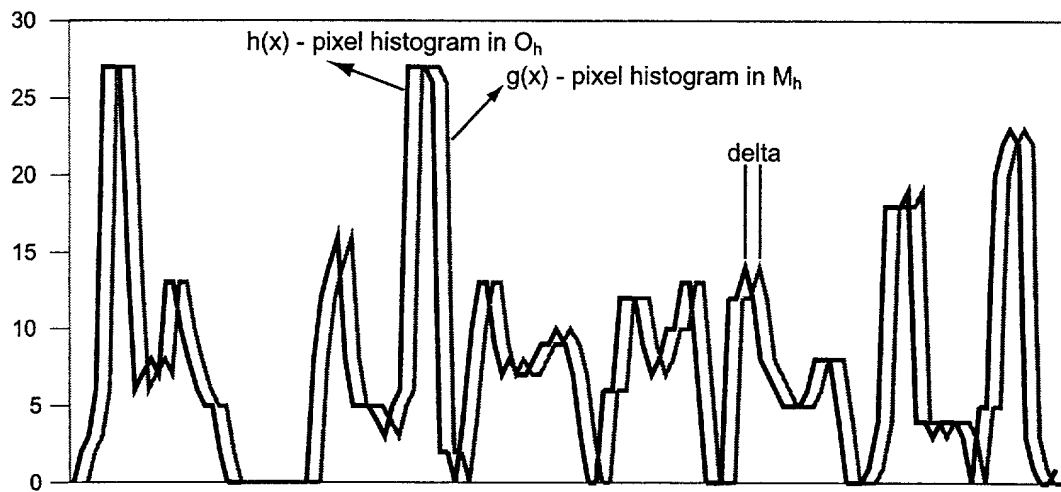 30
h(x) - pixel histogram in Oh
g(x) - pixel histogram in Mh
25
20
delta
15
10
5
0